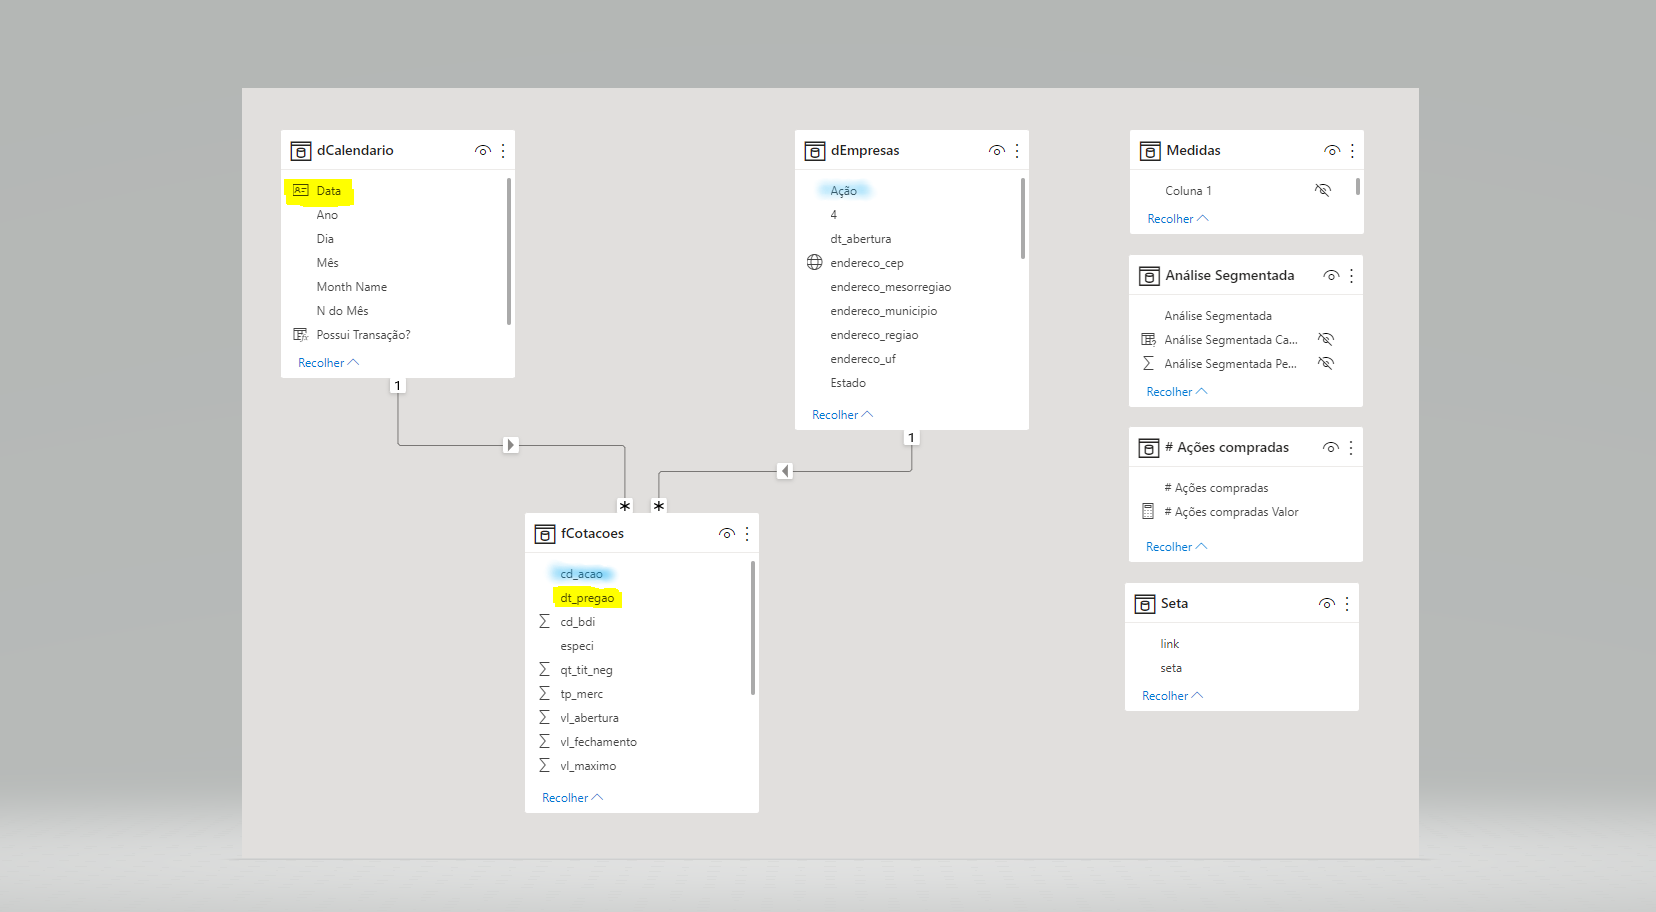 dCalendario
Data
Ano
Dia
Mês
Month Name
N do Mês
Possui Transação?
Recolher
1
dEmpresas
Ação
4
dt_abertura
endereco_cep
endereco_mesorregiao
endereco_municipio
endereco_regiao
endereco_uf
Estado
Recolher
1
*
*
fCotacoes
cd_acao
dt_pregao
cd_bdi
especi
qt_tit_neg
tp_merc
vl_abertura
vl_fechamento
vl_maximo
Recolher
Medidas
Coluna 1
Recolher
Análise Segmentada
Análise Segmentada
Análise Segmentada Ca...
Análise Segmentada Pe...
Recolher
# Ações compradas
# Ações compradas
# Ações compradas Valor
Recolher
Seta
link
seta
Recolher